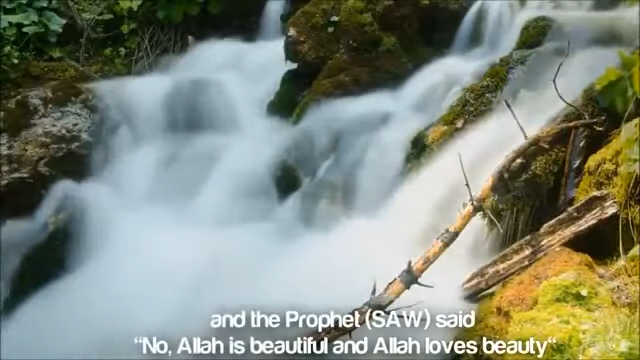 and the Prophet (SAW) said
"No, Allah is beautiful and Allah loves beauty"